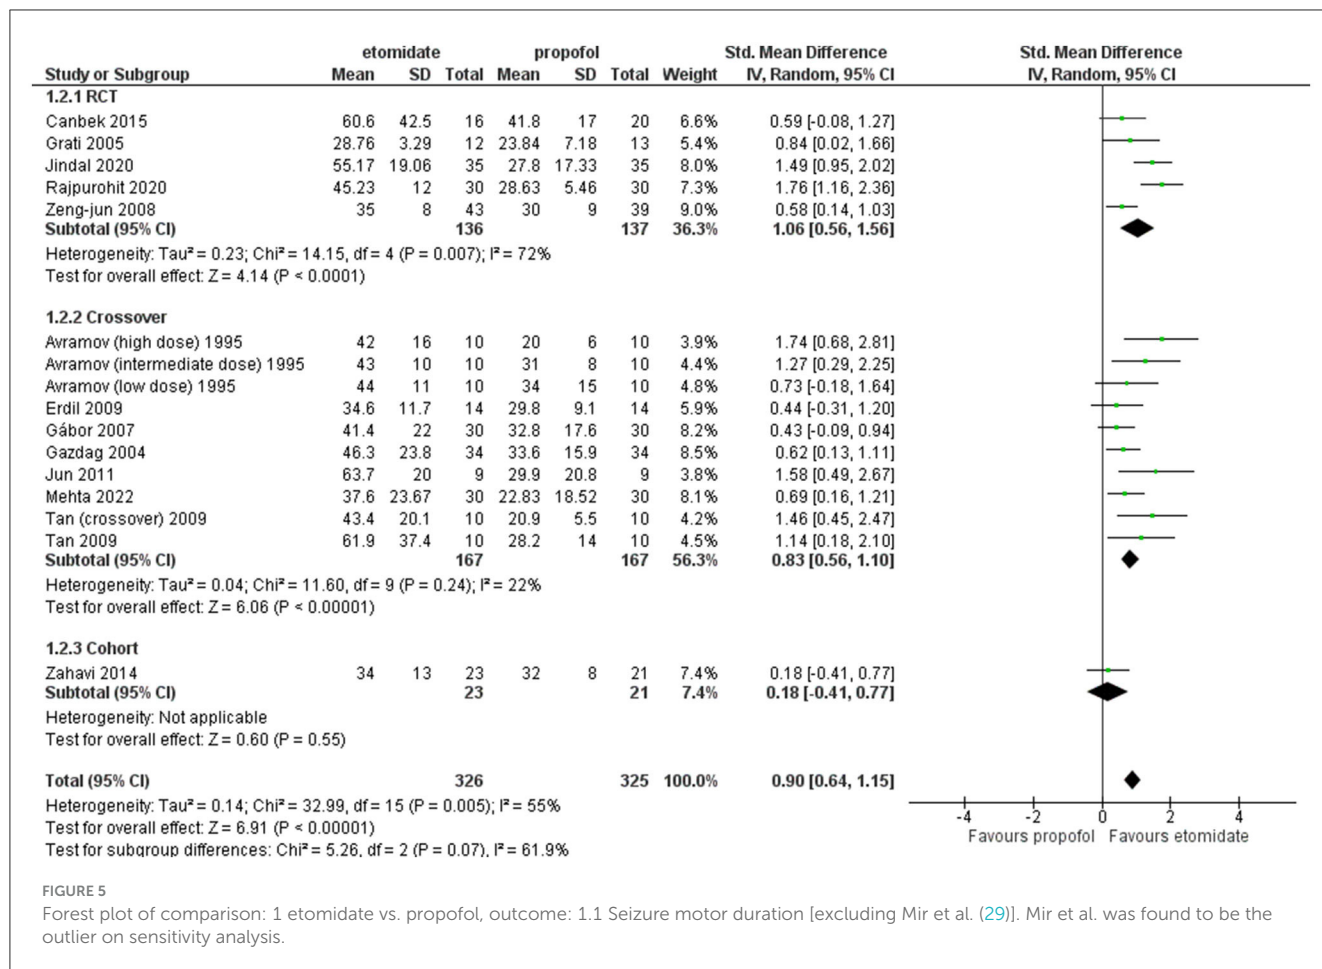 etomidate propofol Std. Mean Difference Std. Mean Difference
Study or Subgroup Mean SD Total Mean SD Total Weight IV, Random, 95% CI IV, Random, 95% CI
1.2.1 RCT
Canbek 2015 60.6 42.5 16 41.8 17 20 6.6% 0.59 [-0.08, 1.27]
Grati 2005 28.76 3.29 12 23.84 7.18 13 5.4% 0.84 [0.02, 1.66]
Jindal 2020 55.17 19.06 35 27.8 17.33 35 8.0% 1.49 [0.95, 2.02]
Rajpurohit 2020 45.23 12 30 28.63 5.46 30 7.3% 1.76 [1.16, 2.36]
Zeng-jun 2008 35 8 43 30 9 39 9.0% 0.58 [0.14, 1.03]
Subtotal (95% CI) 136 137 36.3% 1.06 [0.56, 1.56]
Heterogeneity: Tau² = 0.23; Chi² = 14.15, df = 4 (P = 0.007); I² = 72%
Test for overall effect: Z = 4.14 (P < 0.0001)
1.2.2 Crossover
Avramov (high dose) 1995 42 16 10 20 6 10 3.9% 1.74 [0.68, 2.81]
Avramov (intermediate dose) 1995 43 10 10 31 8 10 4.4% 1.27 [0.29, 2.25]
Avramov (low dose) 1995 44 11 10 34 15 10 4.8% 0.73 [-0.18, 1.64]
Erdil 2009 34.6 11.7 14 29.8 9.1 14 5.9% 0.44 [-0.31, 1.20]
Gábor 2007 41.4 22 30 32.8 17.6 30 8.2% 0.43 [-0.09, 0.94]
Gazdag 2004 46.3 23.8 34 33.6 15.9 34 8.5% 0.62 [0.13, 1.11]
Jun 2011 63.7 20 9 29.9 20.8 9 3.8% 1.58 [0.49, 2.67]
Mehta 2022 37.6 23.67 30 22.83 18.52 30 8.1% 0.69 [0.16, 1.21]
Tan (crossover) 2009 43.4 20.1 10 20.9 5.5 10 4.2% 1.46 [0.45, 2.47]
Tan 2009 61.9 37.4 10 28.2 14 10 4.5% 1.14 [0.18, 2.10]
Subtotal (95% CI) 167 167 56.3% 0.83 [0.56, 1.10]
Heterogeneity: Tau² = 0.04; Chi² = 11.60, df = 9 (P = 0.24); I² = 22%
Test for overall effect: Z = 6.06 (P < 0.00001)
1.2.3 Cohort
Zahavi 2014 34 13 23 32 8 21 7.4% 0.18 [-0.41, 0.77]
Subtotal (95% CI) 23 21 7.4% 0.18 [-0.41, 0.77]
Heterogeneity: Not applicable
Test for overall effect: Z = 0.60 (P = 0.55)
Total (95% CI) 326 325 100.0% 0.90 [0.64, 1.15]
Heterogeneity: Tau² = 0.14; Chi² = 32.99, df = 15 (P = 0.005); I² = 55%
Test for overall effect: Z = 6.91 (P < 0.00001)
Test for subgroup differences: Chi² = 5.26, df = 2 (P = 0.07), I² = 61.9%
-4 -2 0 2 4
Favours propofol Favours etomidate
FIGURE 5
Forest plot of comparison: 1 etomidate vs. propofol, outcome: 1.1 Seizure motor duration [excluding Mir et al. (29)]. Mir et al. was found to be the
outlier on sensitivity analysis.